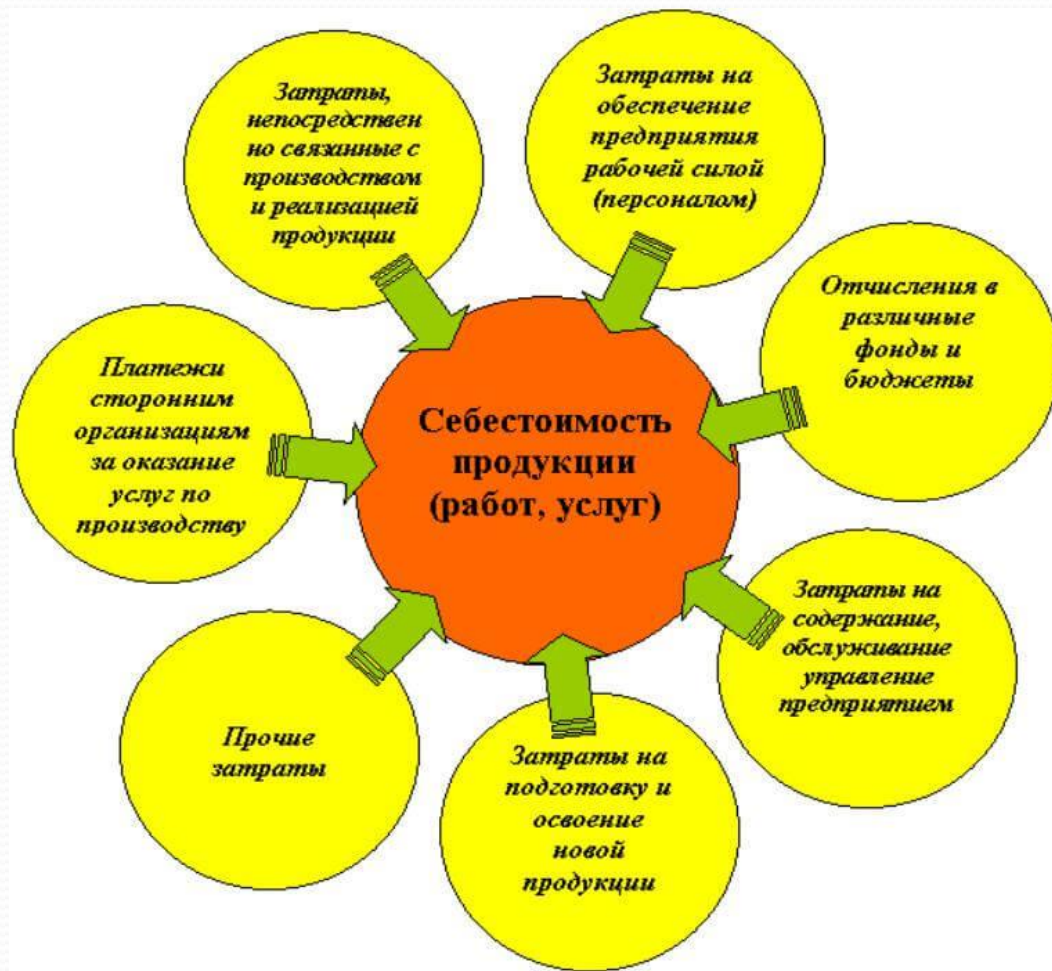 Затраты,
непосредствен
но связанные с
производством
и реализацией
продукции
Затраты на
обеспечение
предприятия
рабочей силой
(персоналом)
Отчисления в
различные
фонды и
бюджеты
Платежи
сторонним
организациям
за оказание
услуг по
производству
Себестоимость
продукции
(работ, услуг)
Затраты на
содержание,
обслуживание
управление
предприятием
Прочие
затраты
Затраты на
подготовку и
освоение
новой
продукции